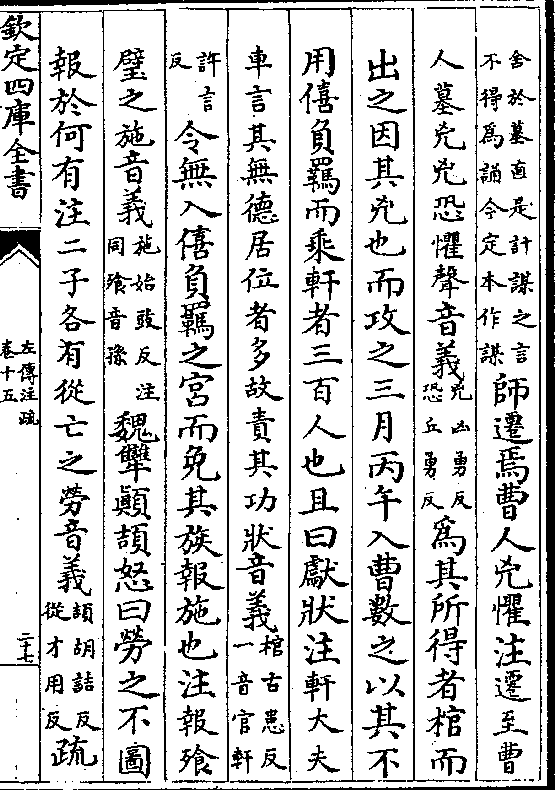 舍於墓直是計謀之言不得為誦今定本作謀師遷焉曹人兇懼注遷至曹
人墓兇兇恐懼聲音義兇凶勇反恐丘勇反為其所得者棺而
出之因其兇也而攻之三月丙午入曹數之以其不
用僖負羈而乘軒者三百人也且曰獻狀注軒大夫
車言其無德居位者多故責其功狀音義棺古患反一音官軒
許言反令無入僖負羈之宮而免其族報施也注報飱
璧之施音義施始豉反注同飱音孫魏犨顛頡怒曰勞之不圖
報於何有注二子各有從亡之勞音義頡胡詰反從才用反疏
欽定四庫全書
左傳注疏
卷十五
二十七